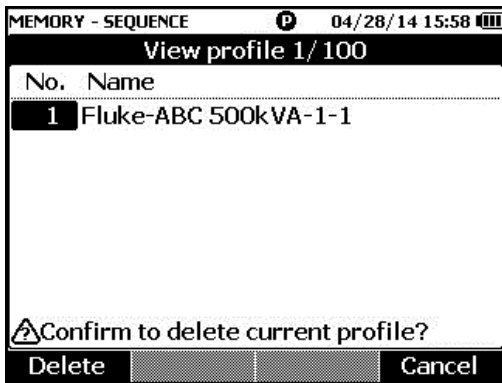 MEMORY - SEQUENCE P 04/28/14 15:58
View profile 1/100
No. Name
1 Fluke-ABC 500kVA-1-1
Confirm to delete current profile?
Delete Cancel